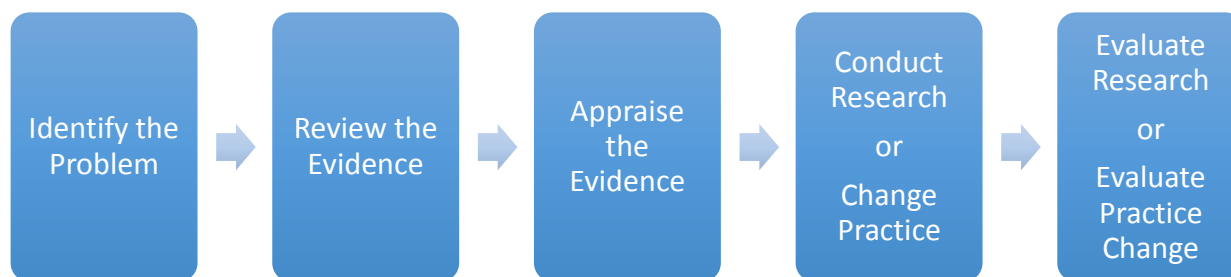 Identify the
Problem
Review the
Evidence
Appraise
the
Evidence
Conduct
Research
or
Change
Practice
Evaluate
Research
or
Evaluate
Practice
Change